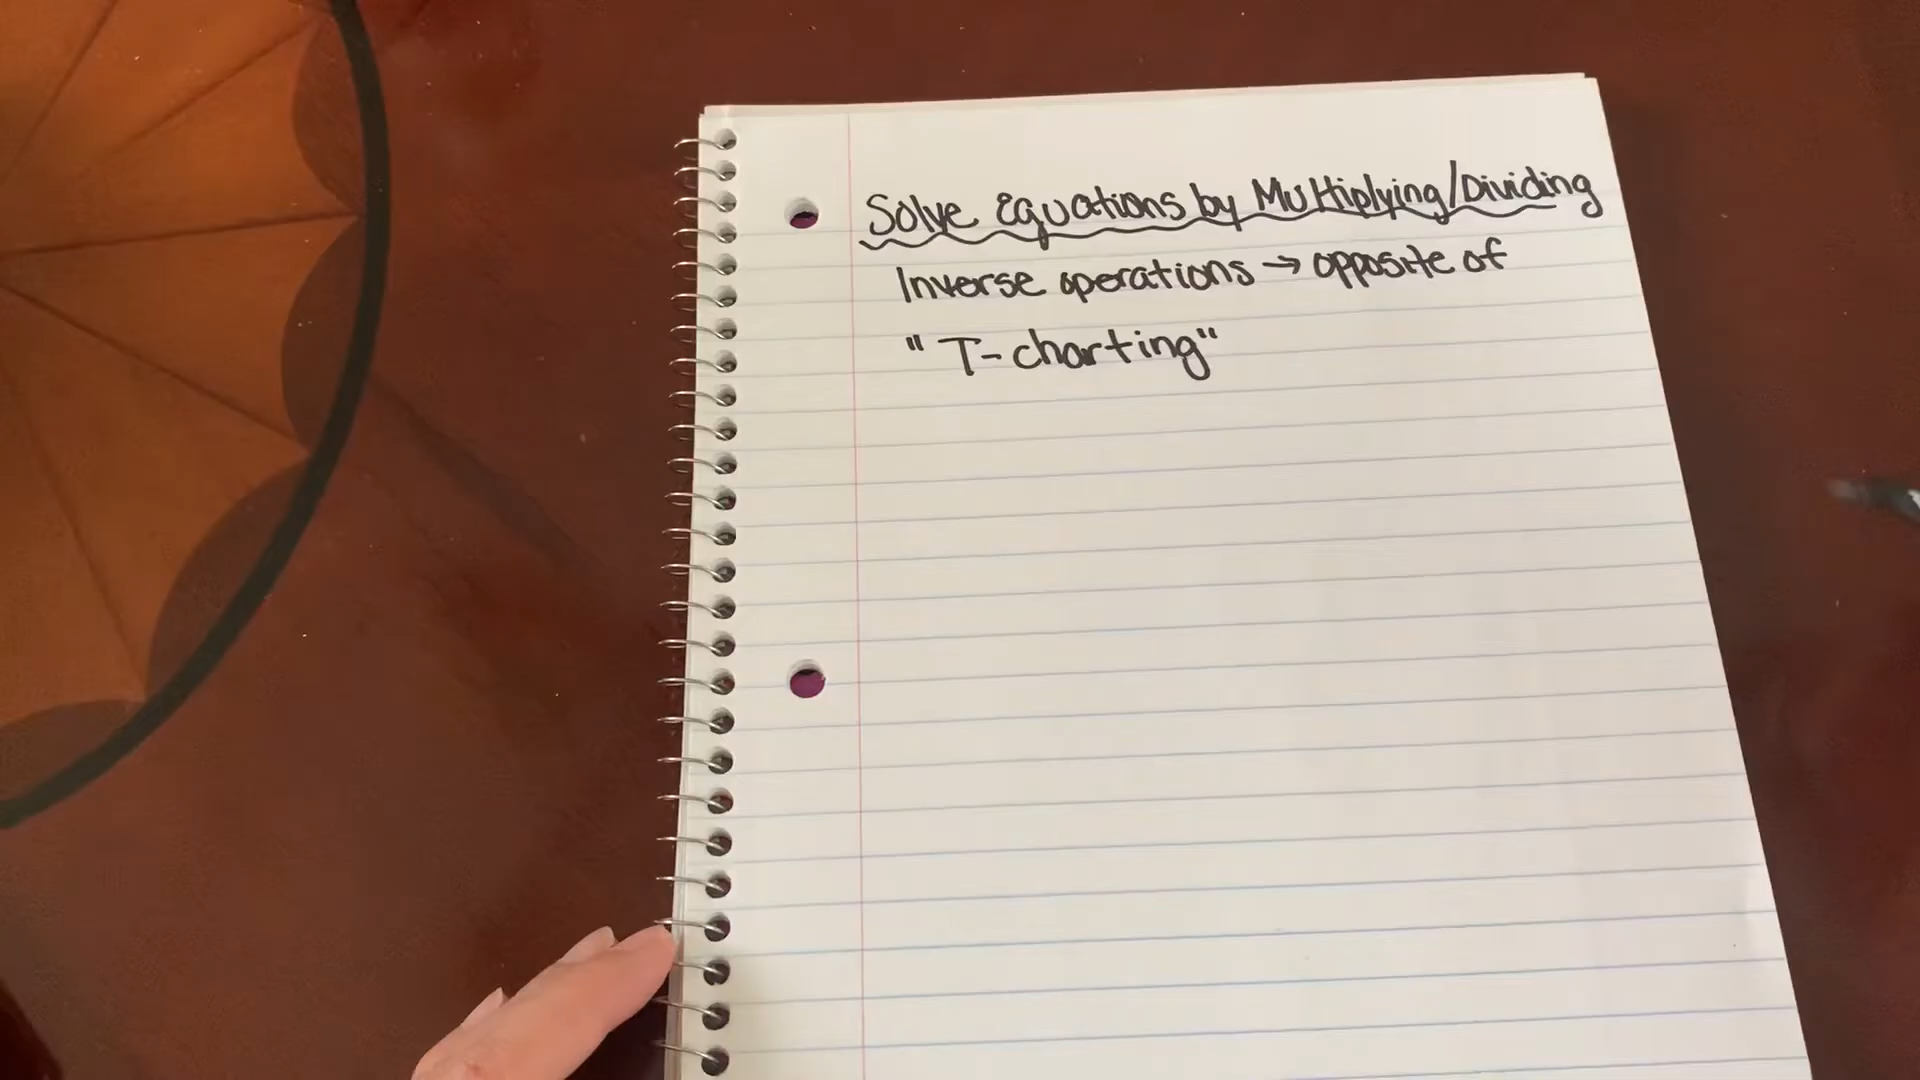 Solve Equations by Multiplying/Dividing
Inverse operations → opposite of
"T-charting"